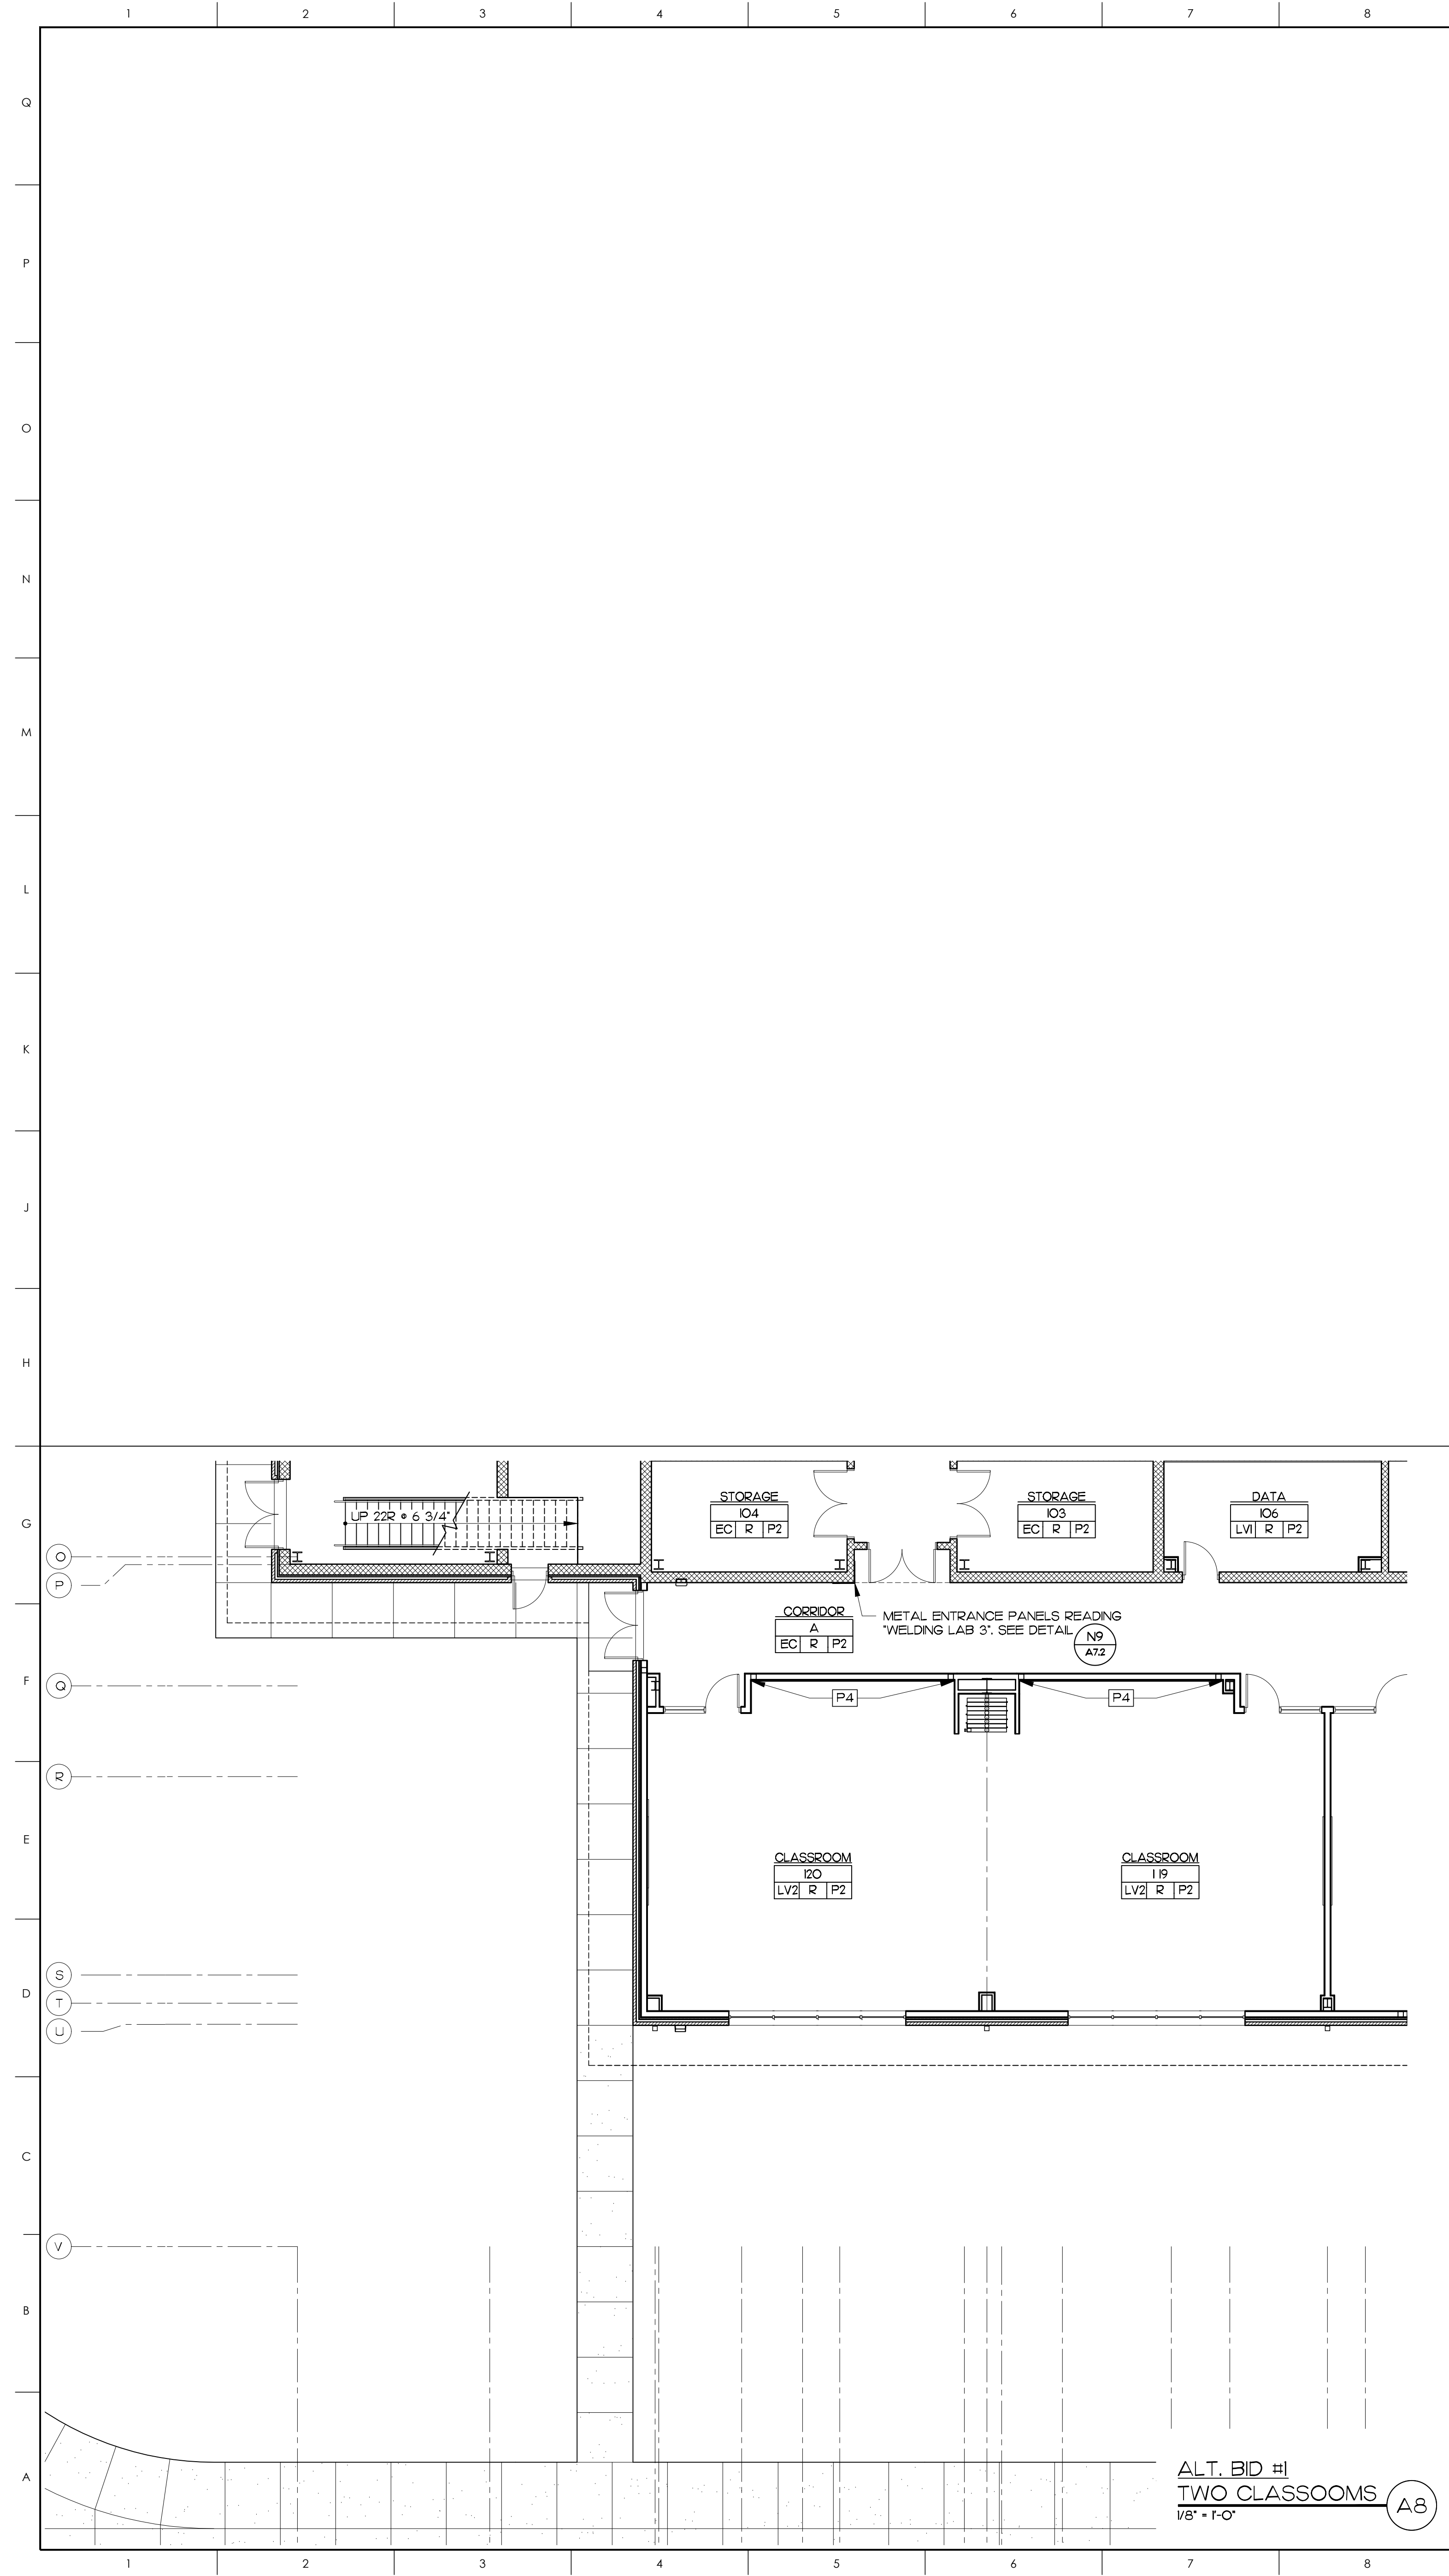 1 2 3 4 5 6 7 8
Q
P
O
N
M
L
K
J
H
G
UP 22R @ 6 3/4"
STORAGE
104
EC R P2
STORAGE
103
EC R P2
DATA
106
LV1 R P2
O
P
CORRIDOR
A
EC R P2
METAL ENTRANCE PANELS READING
"WELDING LAB 3". SEE DETAIL
N9
A7.2
F
Q
P4
P4
R
E
CLASSROOM
120
LV2 R P2
CLASSROOM
119
LV2 R P2
S
D
T
U
C
V
B
A
ALT. BID #1
TWO CLASSOOMS
A8
1/8" = 1'-0"
1 2 3 4 5 6 7 8